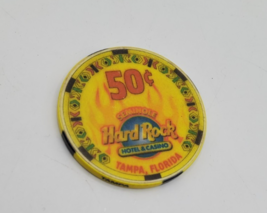 50¢
Hard Rock
HOTEL & CASINO
TAMPA, FLORIDA